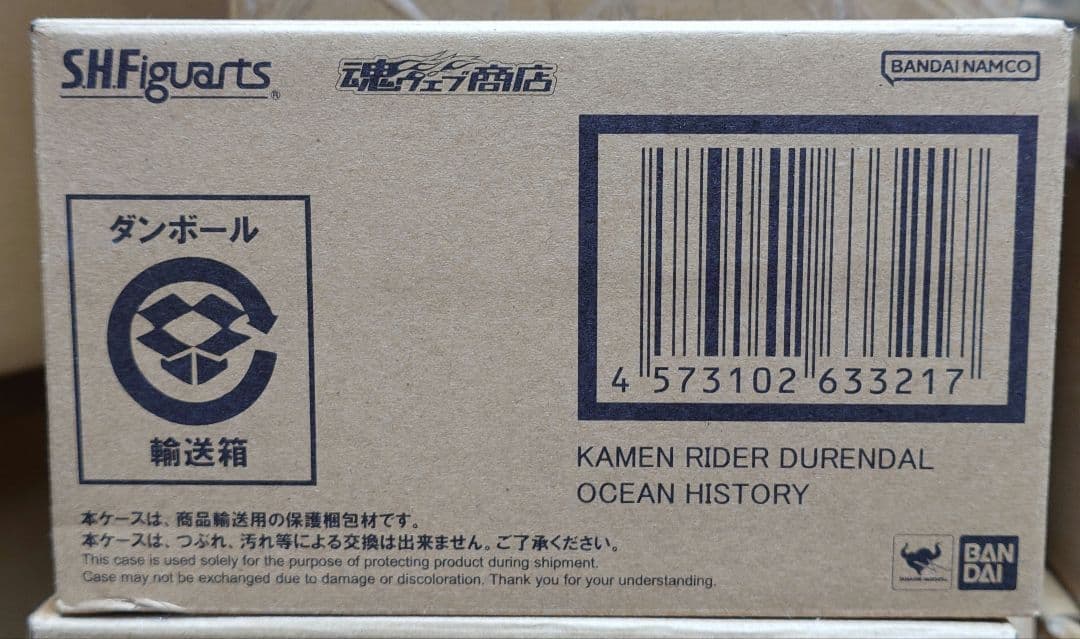 S.H.Figuarts®
魂ウェブ商店
BANDAI NAMCO
ダンボール
輸送箱
4 573102 633217
KAMEN RIDER DURENDAL
OCEAN HISTORY
本ケースは、商品輸送用の保護梱包材です。
本ケースは、つぶれ、汚れ等による交換は出来ません。ご了承ください。
This case is used solely for the purpose of protecting product during shipment.
Case may not be exchanged due to damage or discoloration. Thank you for your understanding.
BAN
DAI